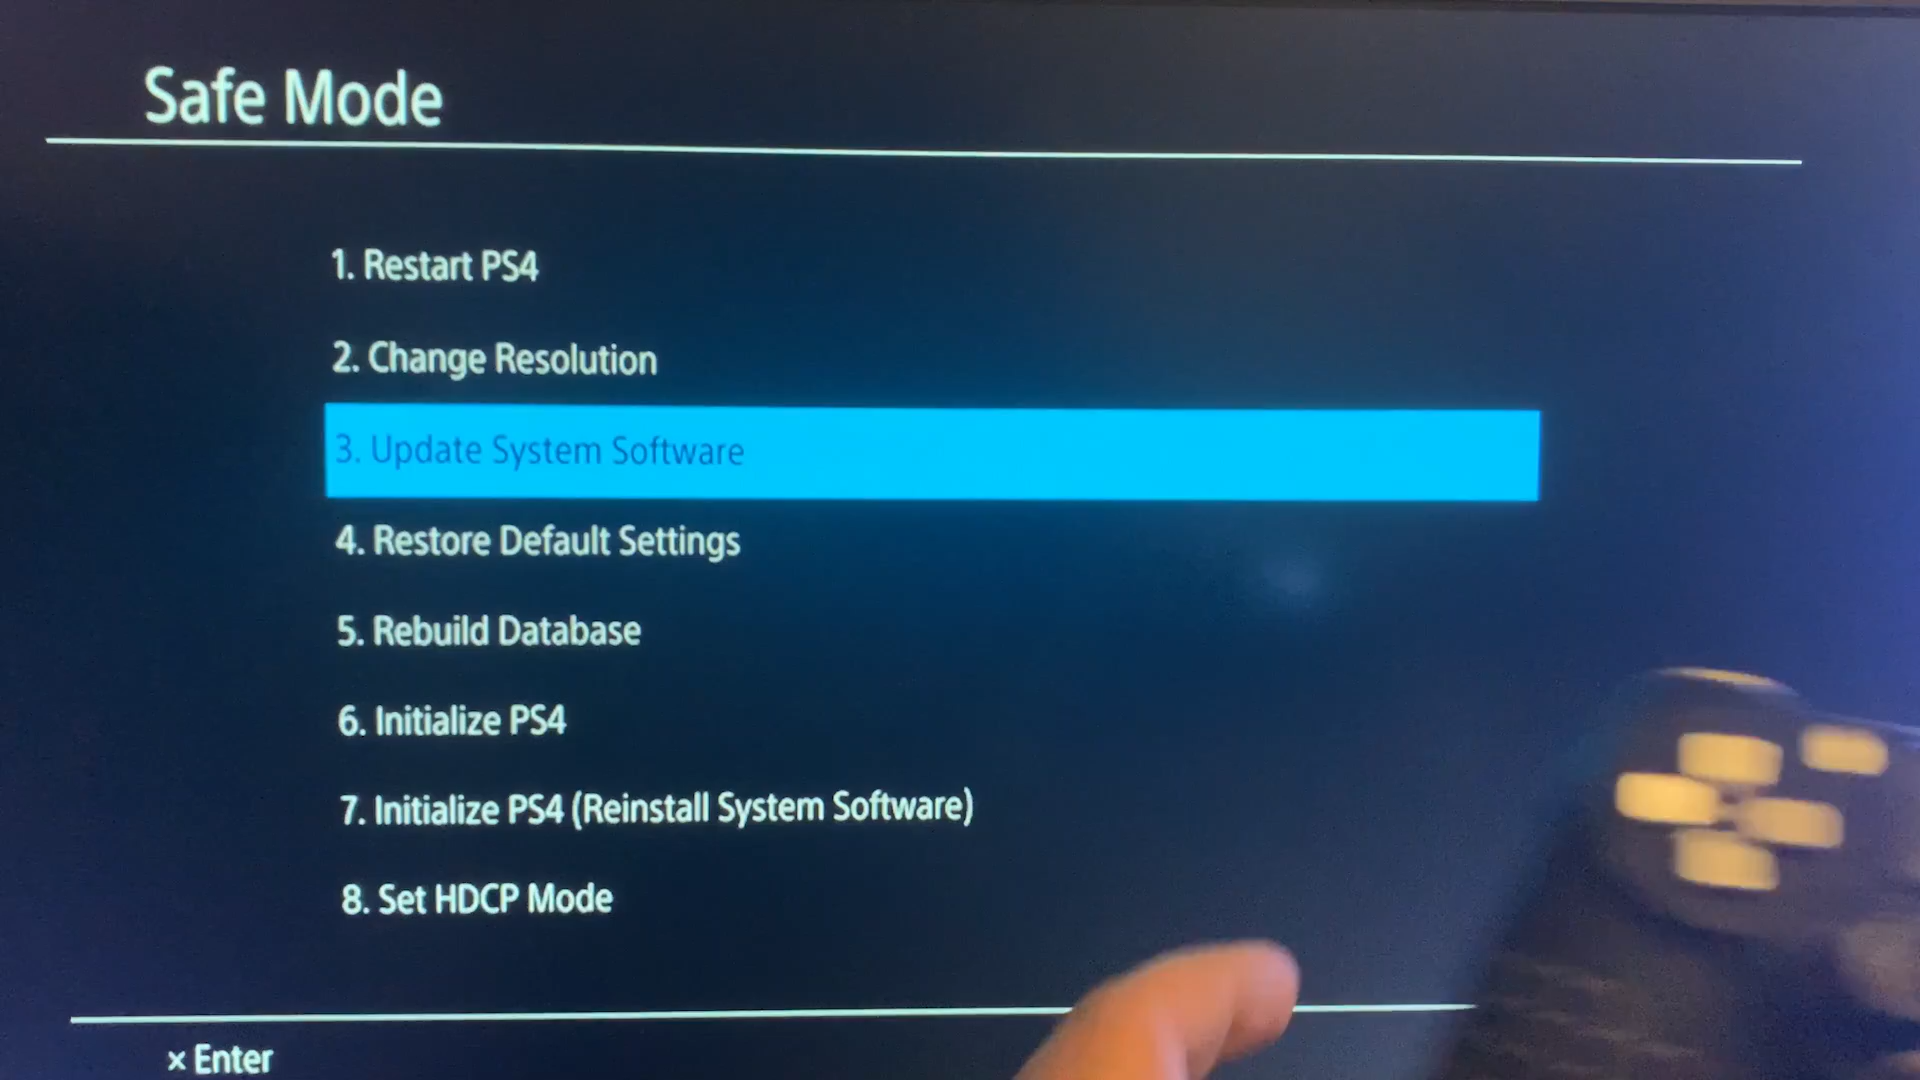 Safe Mode
1. Restart PS4
2. Change Resolution
3. Update System Software
4. Restore Default Settings
5. Rebuild Database
6. Initialize PS4
7. Initialize PS4 (Reinstall System Software)
8. Set HDCP Mode
× Enter